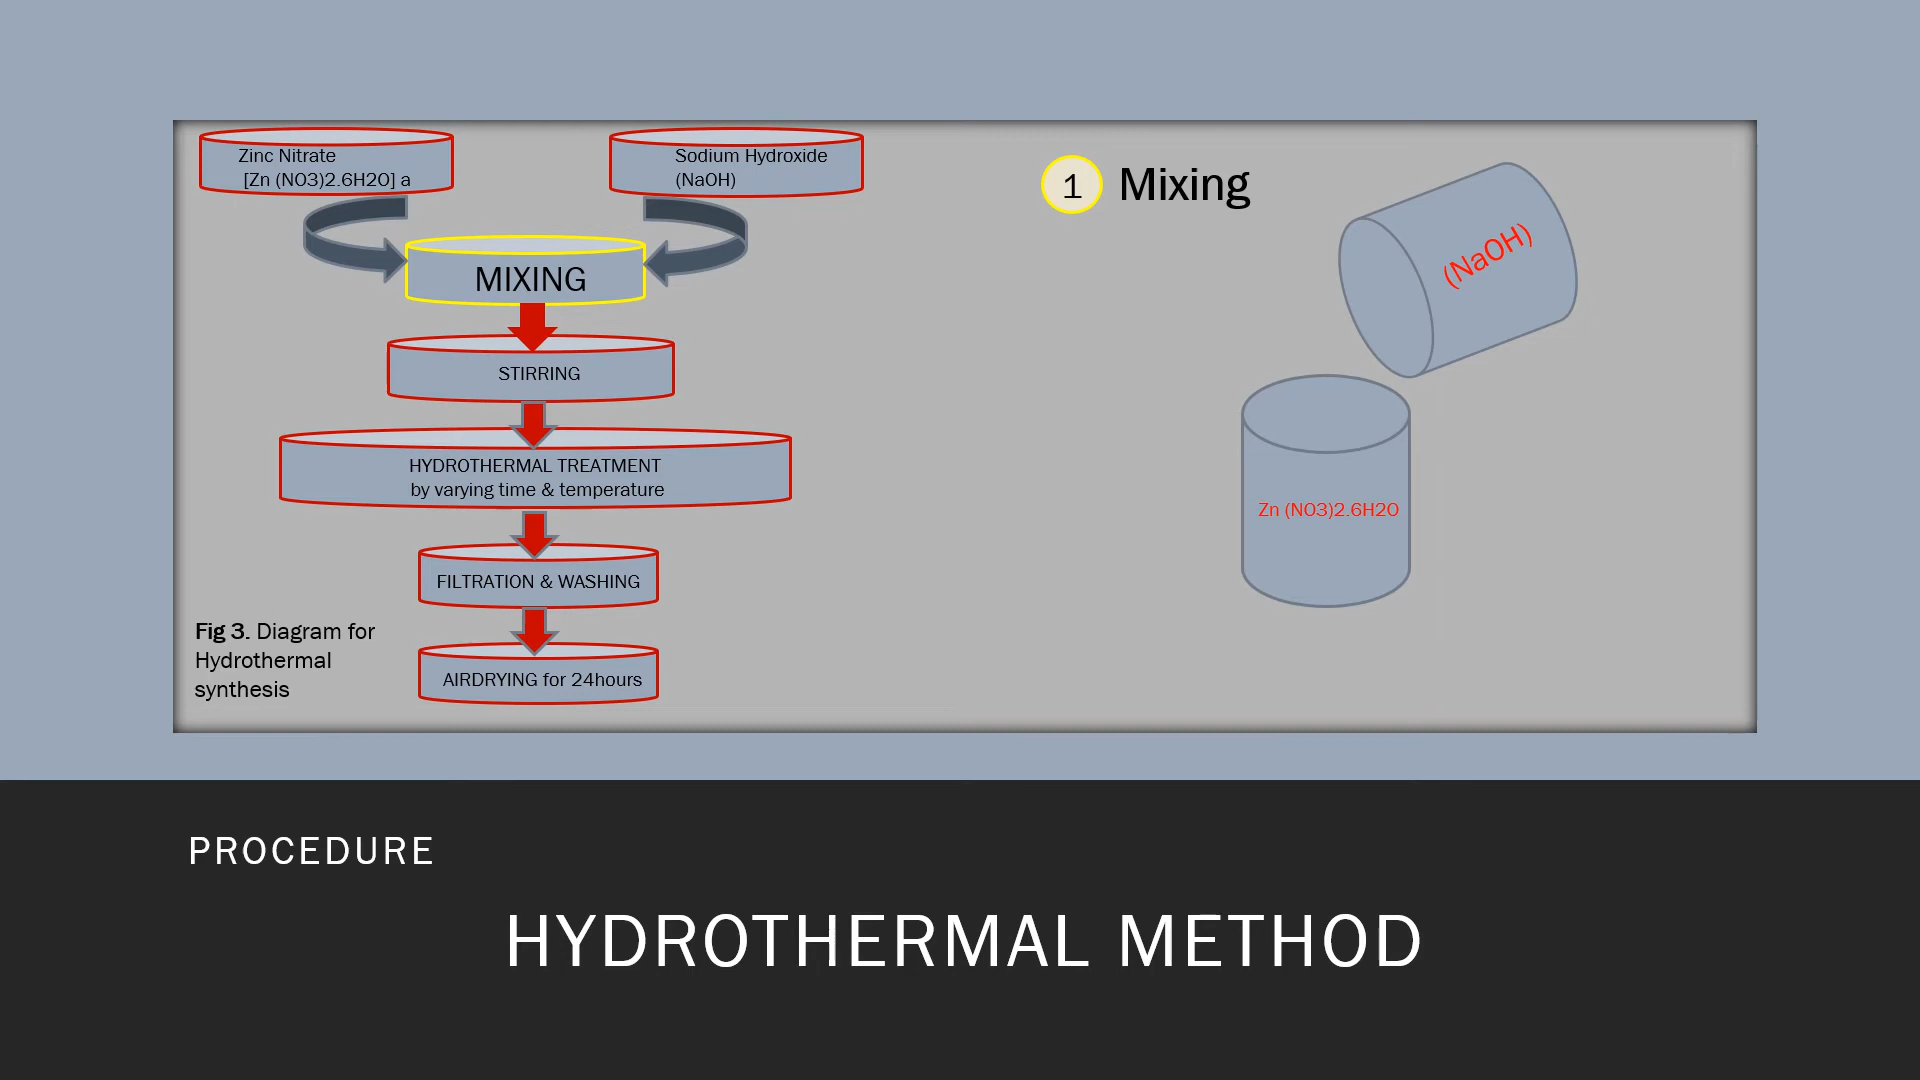 Zinc Nitrate
[Zn (NO3)2.6H2O] a
Sodium Hydroxide
(NaOH)
MIXING
STIRRING
HYDROTHERMAL TREATMENT
by varying time & temperature
FILTRATION & WASHING
AIRDRYING for 24hours
Fig 3. Diagram for
Hydrothermal
synthesis
1 Mixing
(NaOH)
Zn (NO3)2.6H2O
PROCEDURE
HYDROTHERMAL METHOD